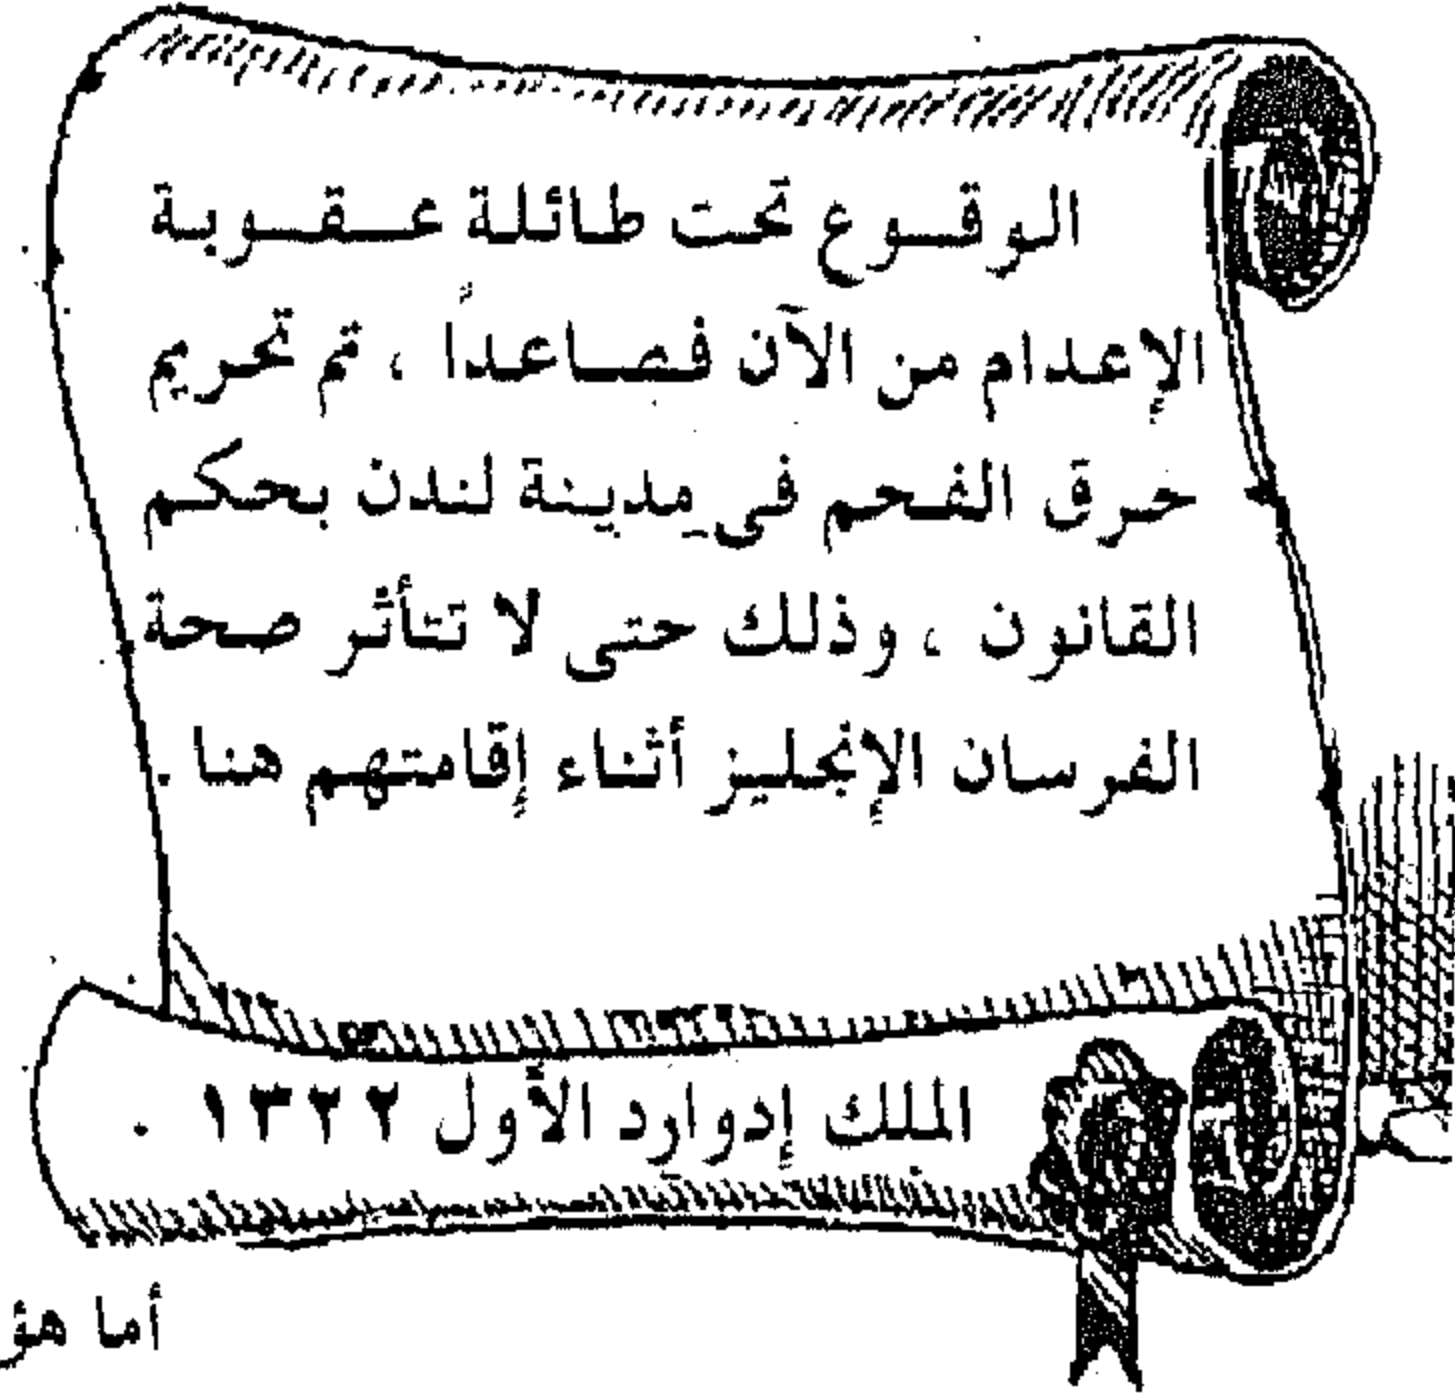 الوقوع تحت طائلة عقوبة
الإعدام من الآن فصاعداً ، تم تحريم
حرق الفحم فى مدينة لندن بحكم
القانون ، وذلك حتى لا تتأثر صحة
الفرسان الإنجليز أثناء إقامتهم هنا .
الملك إدوارد الأول ١٣٢٢ .
أما هؤ